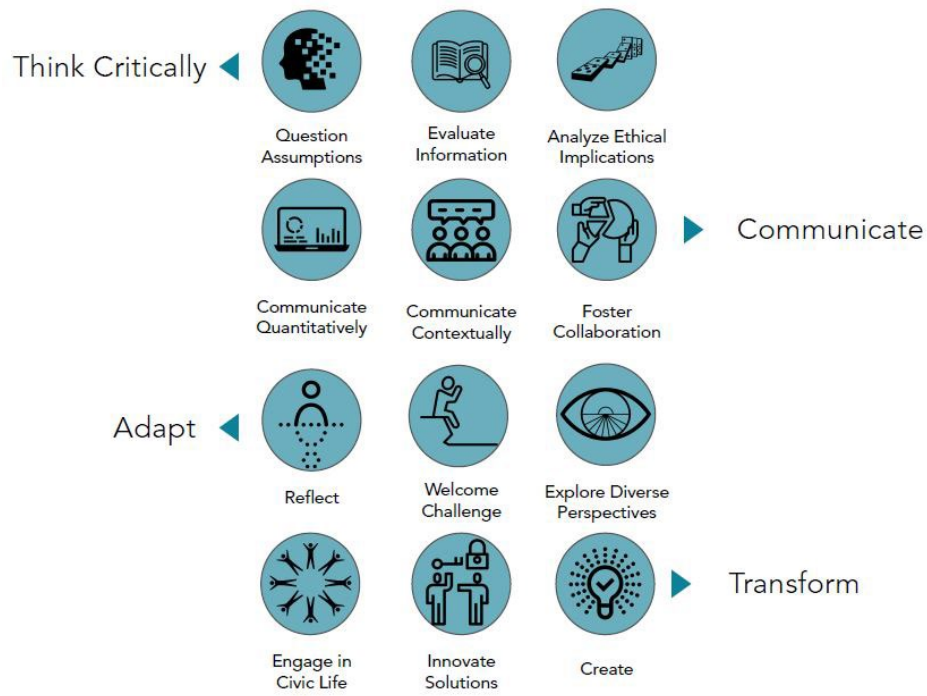 Think Critically
Question
Assumptions
Evaluate
Information
Analyze Ethical
Implications
Communicate
Communicate
Quantitatively
Communicate
Contextually
Foster
Collaboration
Adapt
Reflect
Welcome
Challenge
Explore Diverse
Perspectives
Transform
Engage in
Civic Life
Innovate
Solutions
Create